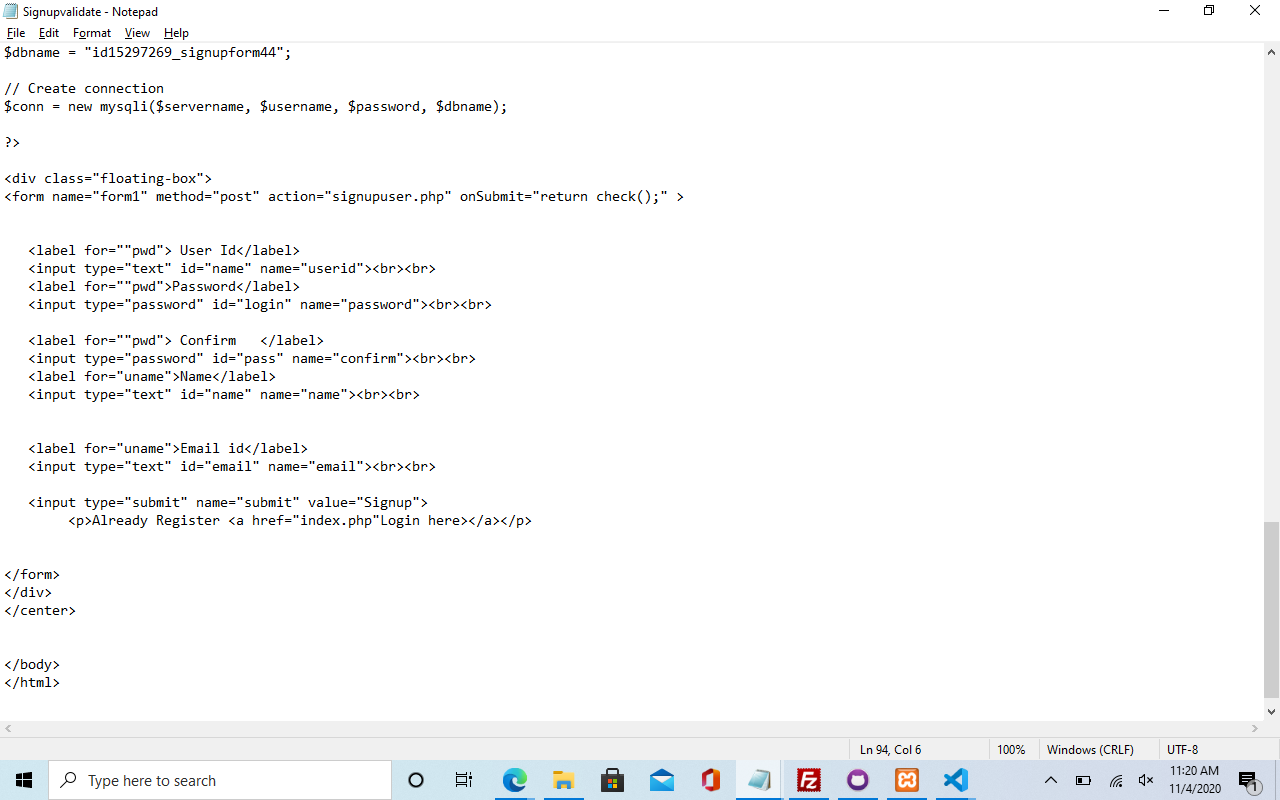 Signupvalidate - Notepad
File Edit Format View Help
$dbname = "id15297269_signupform44";
// Create connection
$conn = new mysqli($servername, $username, $password, $dbname);
?>
<div class="floating-box">
<form name="form1" method="post" action="signupuser.php" onSubmit="return check();" >
<label for=""pwd"> User Id</label>
<input type="text" id="name" name="userid"><br><br>
<label for=""pwd">Password</label>
<input type="password" id="login" name="password"><br><br>
<label for=""pwd"> Confirm   </label>
<input type="password" id="pass" name="confirm"><br><br>
<label for="uname">Name</label>
<input type="text" id="name" name="name"><br><br>
<label for="uname">Email id</label>
<input type="text" id="email" name="email"><br><br>
<input type="submit" name="submit" value="Signup">
<p>Already Register <a href="index.php"Login here></a></p>
</form>
</div>
</center>
</body>
</html>
Ln 94, Col 6 100% Windows (CRLF) UTF-8
Type here to search
11:20 AM
11/4/2020
1